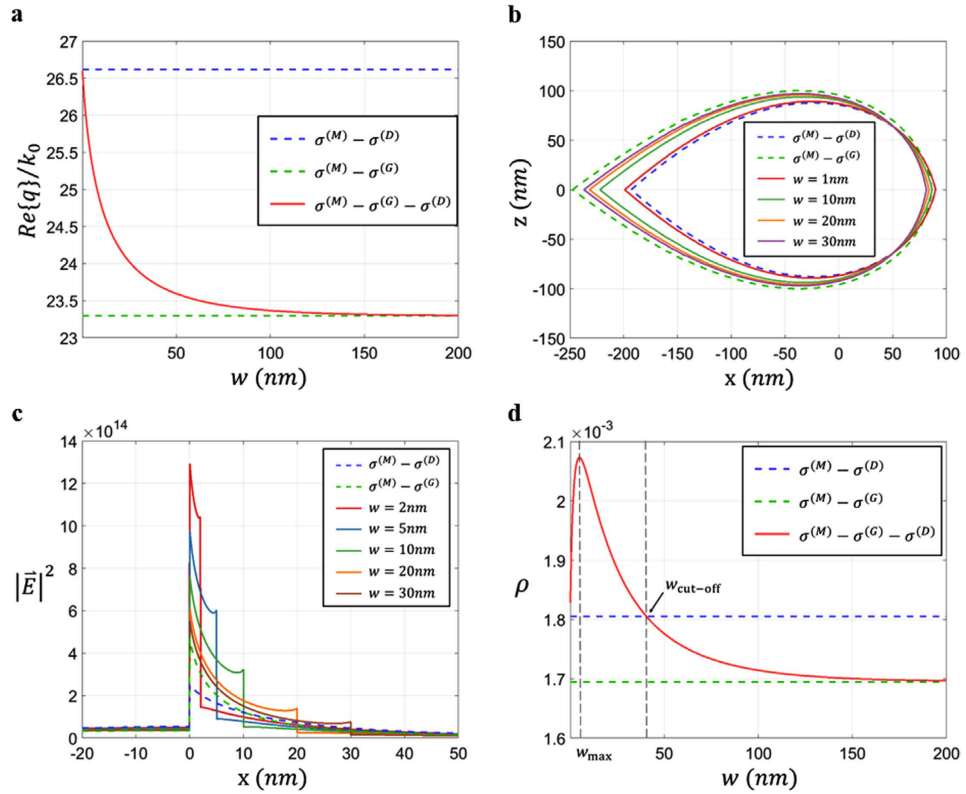 a
27
26.5
26
25.5
25
24.5
24
23.5
23
Re{q}/k₀
50
100
150
200
w (nm)
σ⁽ᴹ⁾ − σ⁽ᴰ⁾
σ⁽ᴹ⁾ − σ⁽ᴳ⁾
σ⁽ᴹ⁾ − σ⁽ᴳ⁾ − σ⁽ᴰ⁾
b
150
100
50
0
-50
-100
-150
z (nm)
-250
-200
-150
-100
-50
0
50
100
x (nm)
σ⁽ᴹ⁾ − σ⁽ᴰ⁾
σ⁽ᴹ⁾ − σ⁽ᴳ⁾
w = 1nm
w = 10nm
w = 20nm
w = 30nm
c
×10¹⁴
14
12
10
8
6
4
2
0
|E⃗|²
-20
-10
0
10
20
30
40
50
x (nm)
σ⁽ᴹ⁾ − σ⁽ᴰ⁾
σ⁽ᴹ⁾ − σ⁽ᴳ⁾
w = 2nm
w = 5nm
w = 10nm
w = 20nm
w = 30nm
d
×10⁻³
2.1
2
1.9
1.8
1.7
1.6
ρ
w_max
50
100
150
200
w (nm)
w_cut−off
σ⁽ᴹ⁾ − σ⁽ᴰ⁾
σ⁽ᴹ⁾ − σ⁽ᴳ⁾
σ⁽ᴹ⁾ − σ⁽ᴳ⁾ − σ⁽ᴰ⁾